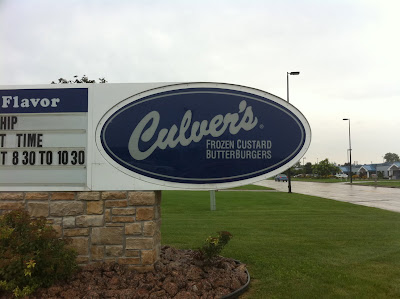 Flavor
HIP
T TIME
T 8 30 TO 10 30
Culver's®
FROZEN CUSTARD
BUTTERBURGERS